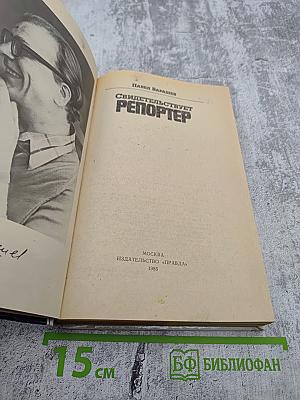 Павел Барашев
Свидетельствует
РЕПОРТЕР
МОСКВА
ИЗДАТЕЛЬСТВО «ПРАВДА»
1985
15 см
БФ БИБЛИОФАН